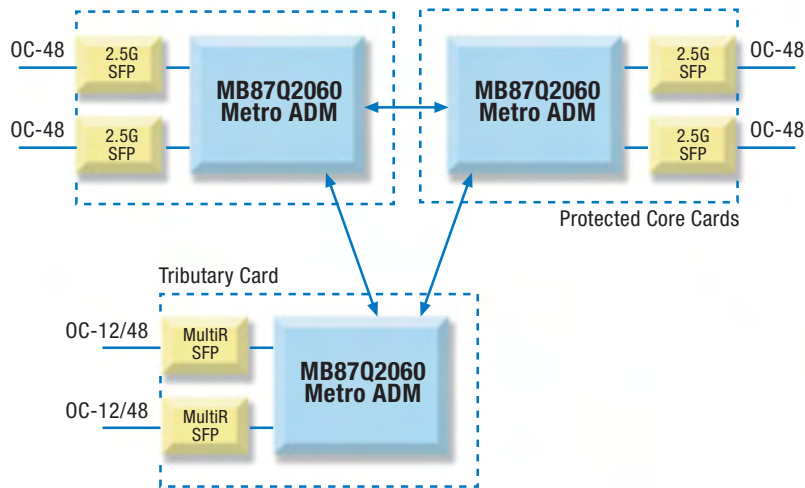 OC-48
2.5G
SFP
MB87Q2060
Metro ADM
OC-48
2.5G
SFP
MB87Q2060
Metro ADM
2.5G
SFP
OC-48
2.5G
SFP
OC-48
Protected Core Cards
Tributary Card
OC-12/48
MultiR
SFP
MB87Q2060
Metro ADM
OC-12/48
MultiR
SFP